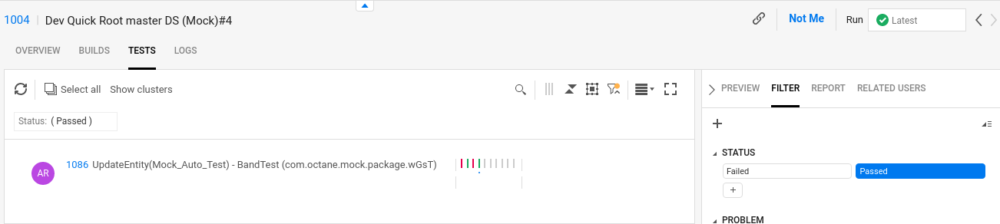 1004 | Dev Quick Root master DS (Mock)#4 Not Me Run Latest
OVERVIEW BUILDS TESTS LOGS
Select all Show clusters
Status: ( Passed )
AR 1086 UpdateEntity(Mock_Auto_Test) - BandTest (com.octane.mock.package.wGsT)
PREVIEW FILTER REPORT RELATED USERS
STATUS
Failed Passed
PROBLEM